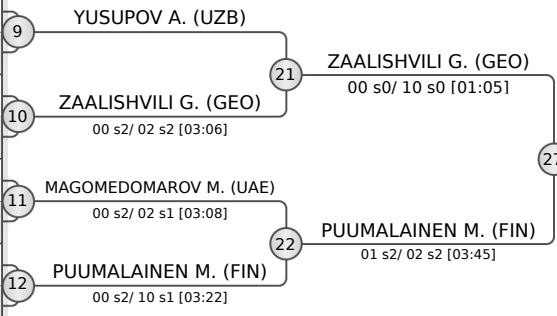 YUSUPOV A. (UZB)
9
ZAALISHVILI G. (GEO)
21
00 s0/ 10 s0 [01:05]
ZAALISHVILI G. (GEO)
10
00 s2/ 02 s2 [03:06]
27
MAGOMEDOMAROV M. (UAE)
11
00 s2/ 02 s1 [03:08]
PUUMALAINEN M. (FIN)
22
01 s2/ 02 s2 [03:45]
PUUMALAINEN M. (FIN)
12
00 s2/ 10 s1 [03:22]